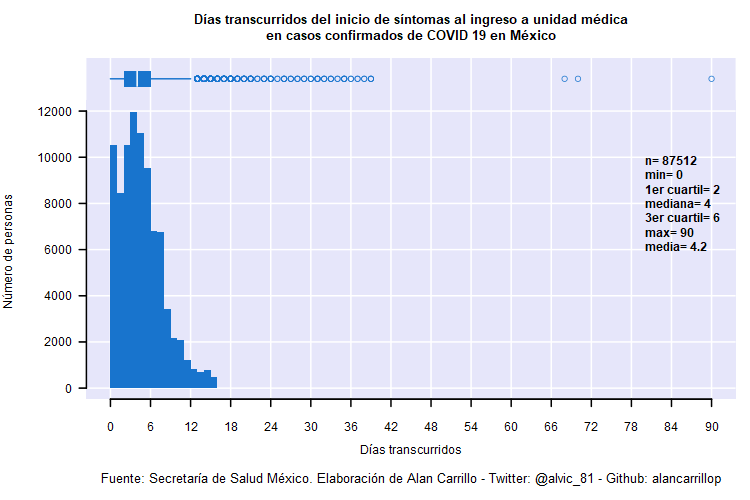 Días transcurridos del inicio de síntomas al ingreso a unidad médica
en casos confirmados de COVID 19 en México
12000
10000
8000
6000
4000
2000
0
Número de personas
n= 87512
min= 0
1er cuartil= 2
mediana= 4
3er cuartil= 6
max= 90
media= 4.2
0 6 12 18 24 30 36 42 48 54 60 66 72 78 84 90
Días transcurridos
Fuente: Secretaría de Salud México. Elaboración de Alan Carrillo - Twitter: @alvic_81 - Github: alancarrillop